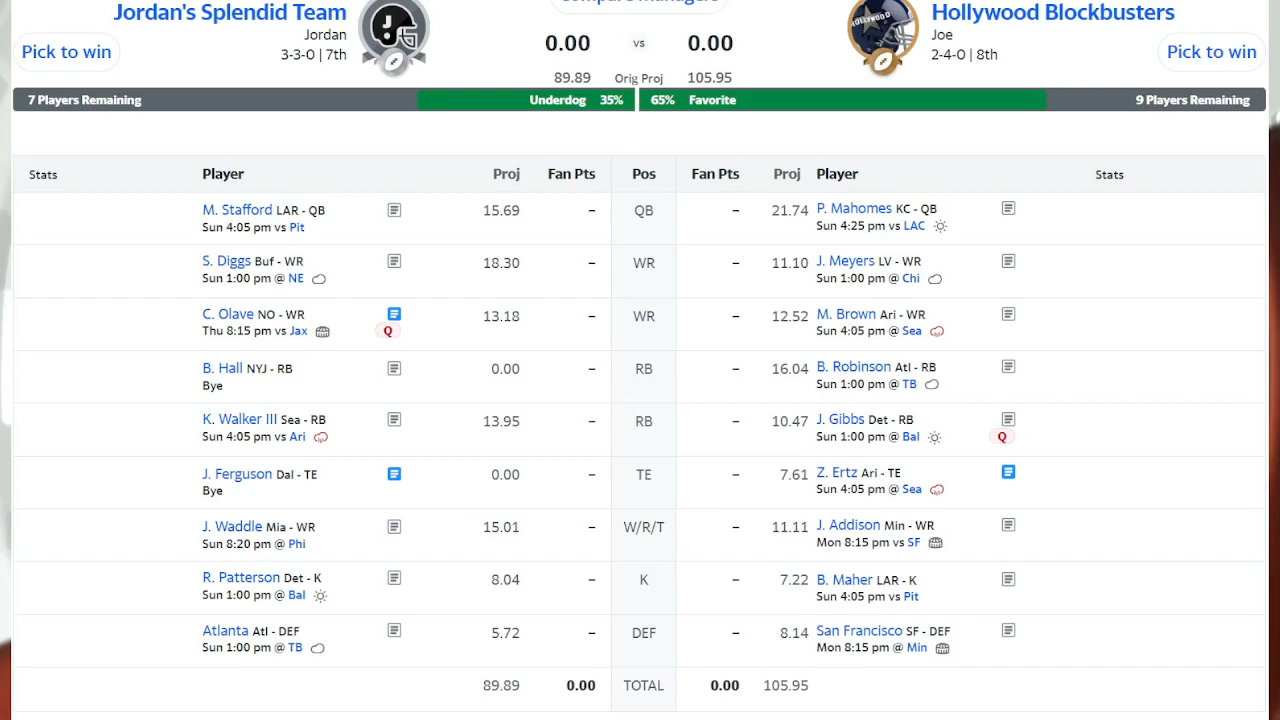 Jordan's Splendid Team
Jordan
3-3-0 | 7th
Pick to win
J
0.00 vs 0.00
89.89 Orig Proj 105.95
HOLLYWOOD
Hollywood Blockbusters
Joe
2-4-0 | 8th
Pick to win
7 Players Remaining Underdog 35% 65% Favorite 9 Players Remaining
Stats Player Proj Fan Pts Pos Fan Pts Proj Player Stats
M. Stafford LAR - QB 15.69 – QB – 21.74 P. Mahomes KC - QB
Sun 4:05 pm vs Pit Sun 4:25 pm vs LAC
S. Diggs Buf - WR 18.30 – WR – 11.10 J. Meyers LV - WR
Sun 1:00 pm @ NE Sun 1:00 pm @ Chi
C. Olave NO - WR 13.18 – WR – 12.52 M. Brown Ari - WR
Thu 8:15 pm vs Jax Q Sun 4:05 pm @ Sea
B. Hall NYJ - RB 0.00 – RB – 16.04 B. Robinson Atl - RB
Bye Sun 1:00 pm @ TB
K. Walker III Sea - RB 13.95 – RB – 10.47 J. Gibbs Det - RB
Sun 4:05 pm vs Ari Sun 1:00 pm @ Bal Q
J. Ferguson Dal - TE 0.00 – TE – 7.61 Z. Ertz Ari - TE
Bye Sun 4:05 pm @ Sea
J. Waddle Mia - WR 15.01 – W/R/T – 11.11 J. Addison Min - WR
Sun 8:20 pm @ Phi Mon 8:15 pm vs SF
R. Patterson Det - K 8.04 – K – 7.22 B. Maher LAR - K
Sun 1:00 pm @ Bal Sun 4:05 pm vs Pit
Atlanta Atl - DEF 5.72 – DEF – 8.14 San Francisco SF - DEF
Sun 1:00 pm @ TB Mon 8:15 pm @ Min
89.89 0.00 TOTAL 0.00 105.95